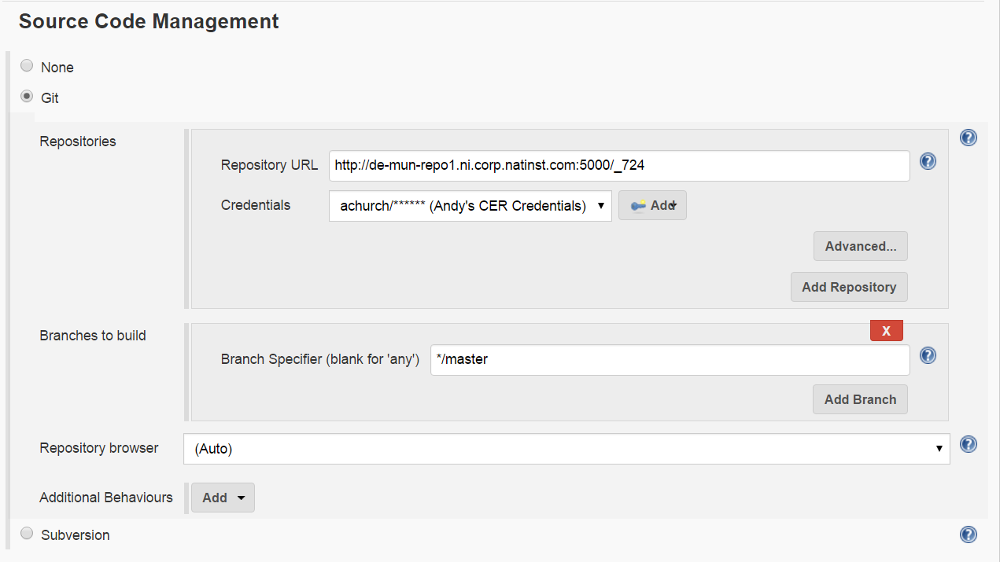 Source Code Management
None
Git
Repositories
Repository URL http://de-mun-repo1.ni.corp.natinst.com:5000/_724
Credentials achurch/****** (Andy's CER Credentials) Add
Advanced...
Add Repository
Branches to build
X
Branch Specifier (blank for 'any') */master
Add Branch
Repository browser (Auto)
Additional Behaviours Add
Subversion